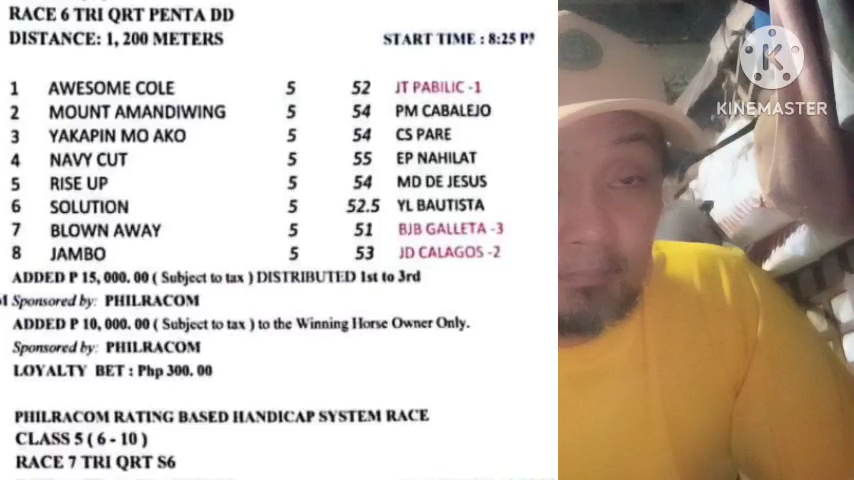 RACE 6 TRI QRT PENTA DD
DISTANCE: 1, 200 METERS START TIME : 8:25 P
1 AWESOME COLE 5 52 JT PABILIC -1
2 MOUNT AMANDIWING 5 54 PM CABALEJO
3 YAKAPIN MO AKO 5 54 CS PARE
4 NAVY CUT 5 55 EP NAHILAT
5 RISE UP 5 54 MD DE JESUS
6 SOLUTION 5 52.5 YL BAUTISTA
7 BLOWN AWAY 5 51 BJB GALLETA -3
8 JAMBO 5 53 JD CALAGOS -2
ADDED P 15, 000. 00 ( Subject to tax ) DISTRIBUTED 1st to 3rd
Sponsored by: PHILRACOM
ADDED P 10, 000. 00 ( Subject to tax ) to the Winning Horse Owner Only.
Sponsored by: PHILRACOM
LOYALTY BET : Php 300. 00
PHILRACOM RATING BASED HANDICAP SYSTEM RACE
CLASS 5 ( 6 - 10 )
RACE 7 TRI QRT S6
K
KINEMASTER